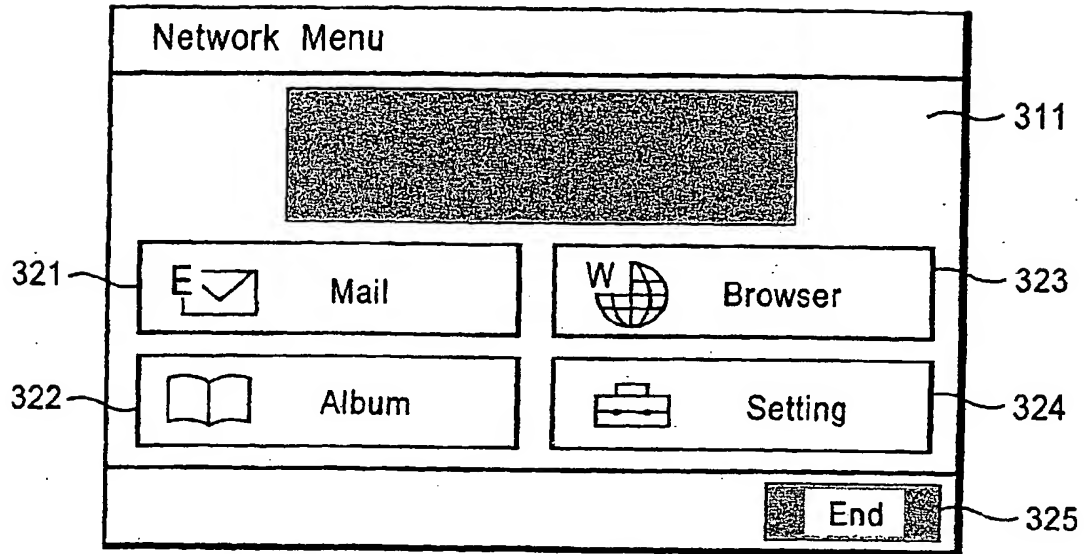 Network Menu
311
321
E
Mail
W
Browser
323
322
Album
Setting
324
End
325